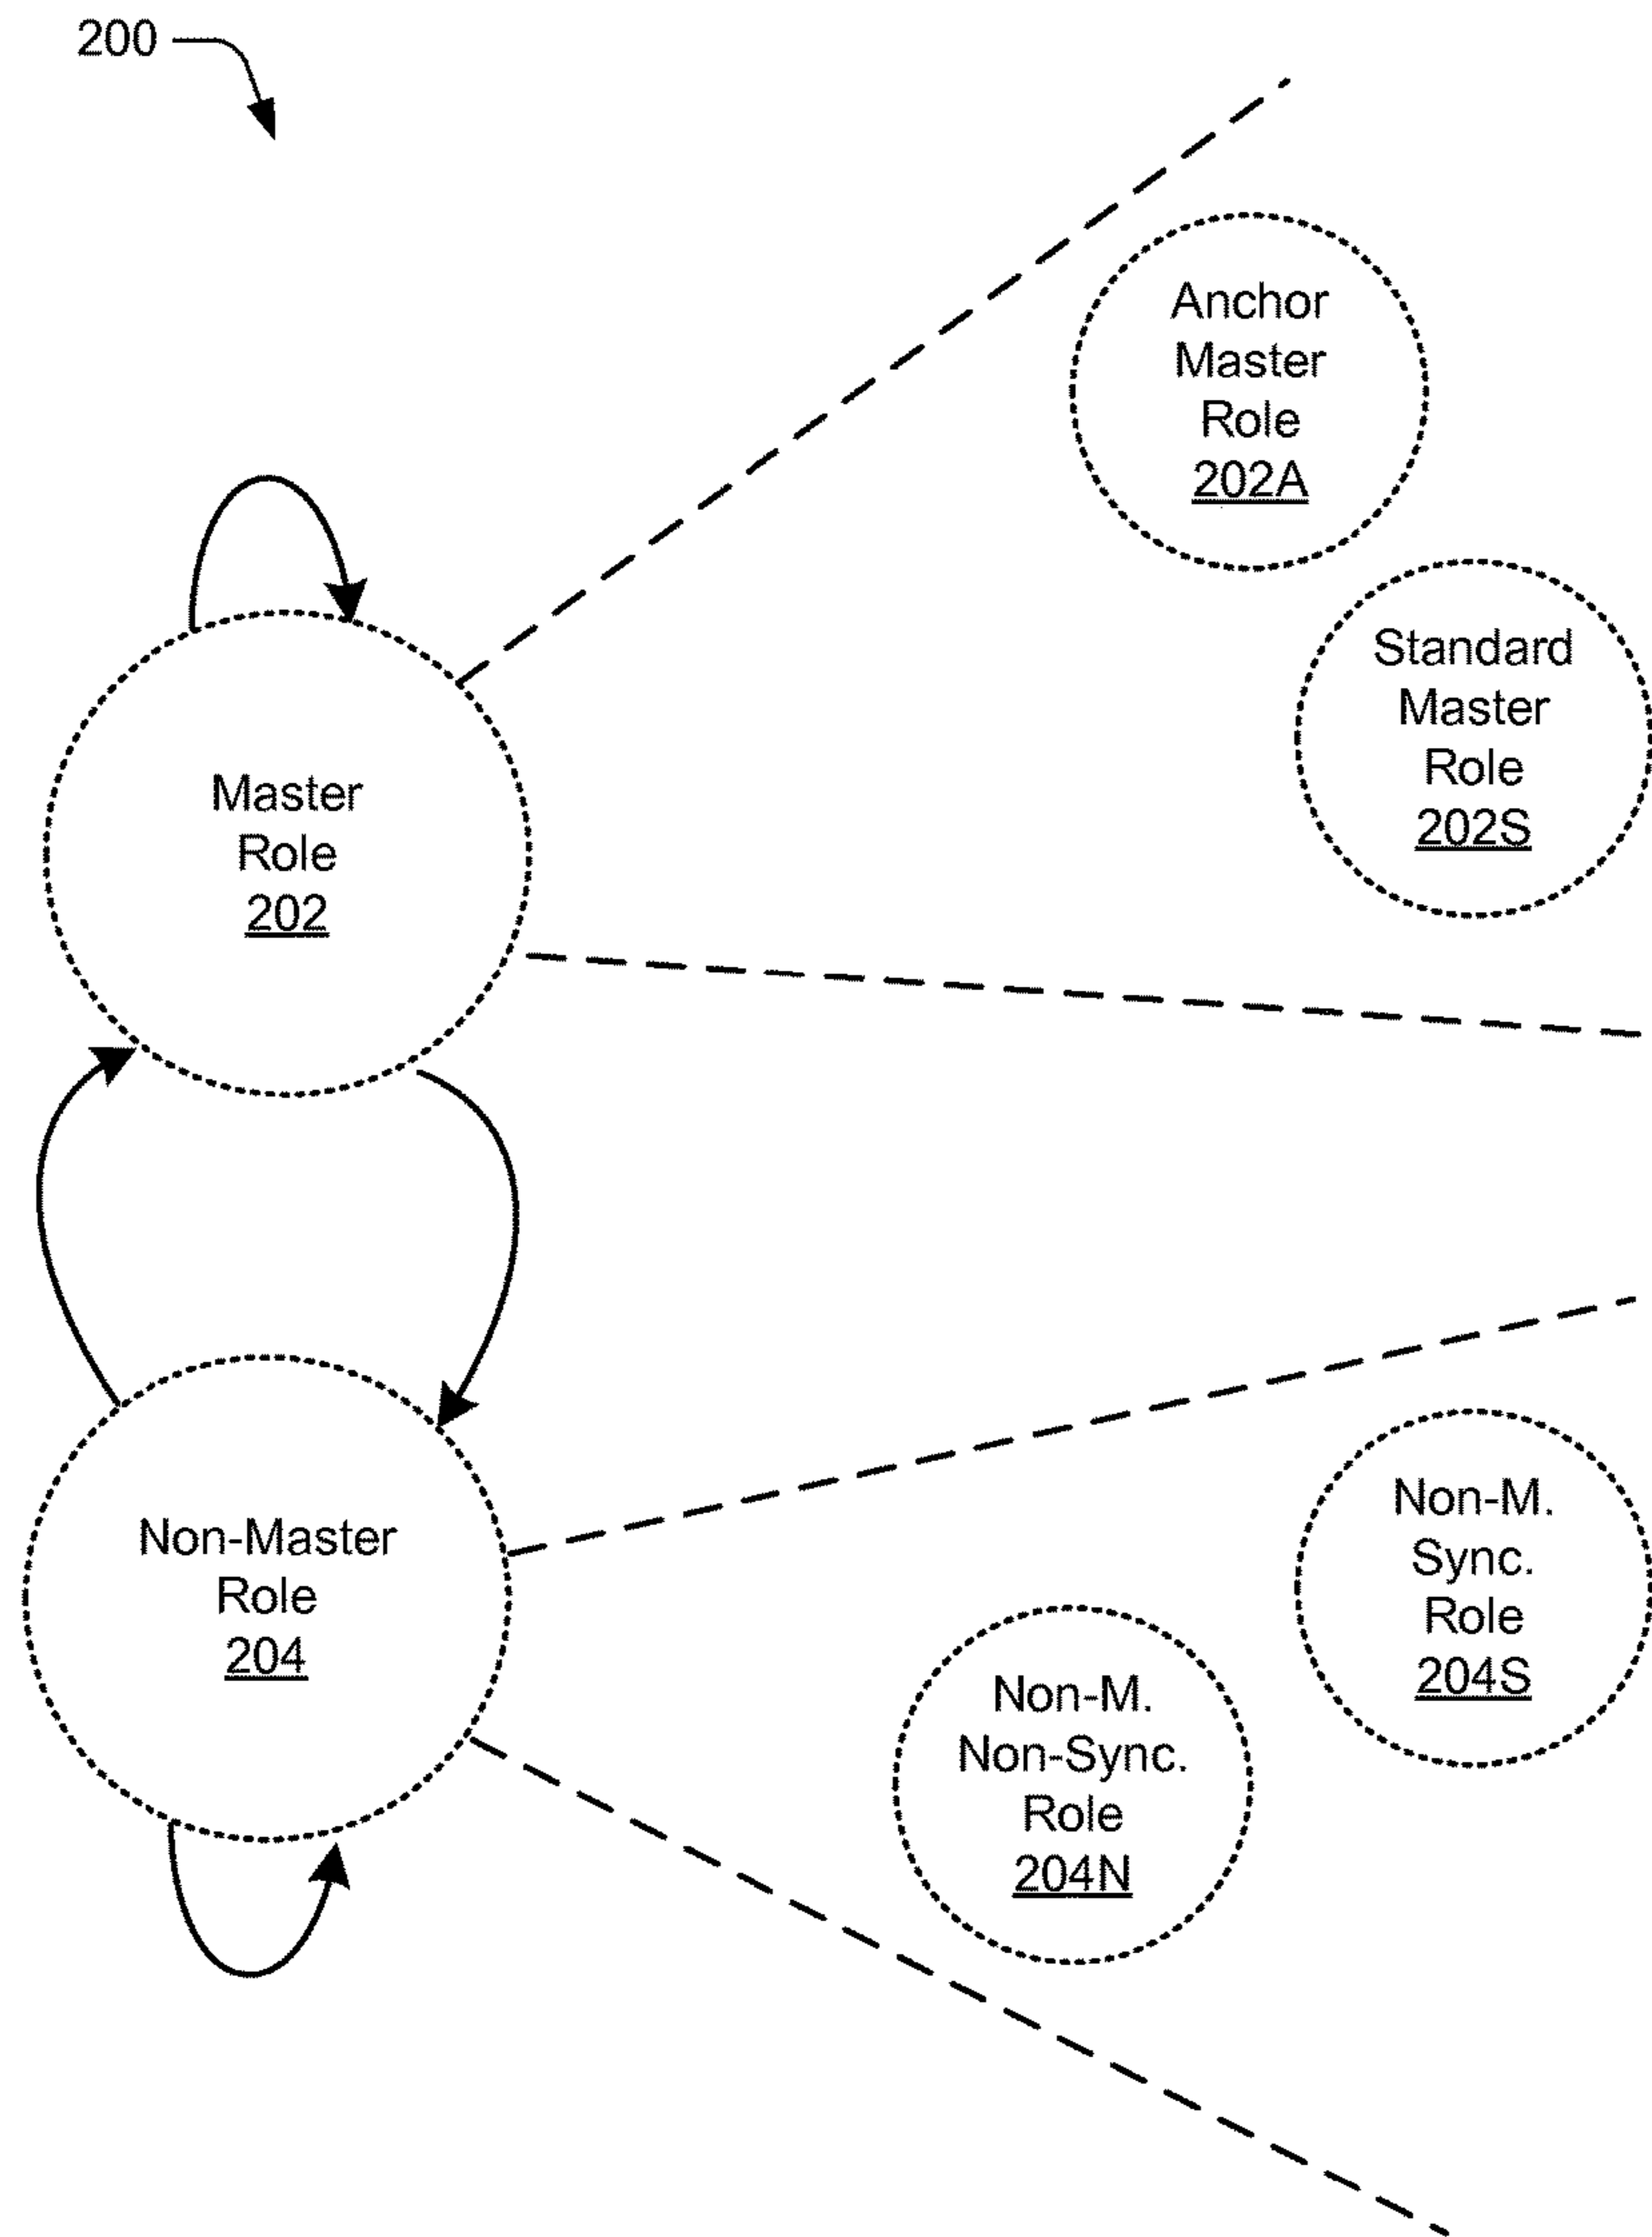 200
Anchor
Master
Role
202A
Standard
Master
Role
202S
Master
Role
202
Non-Master
Role
204
Non-M.
Sync.
Role
204S
Non-M.
Non-Sync.
Role
204N